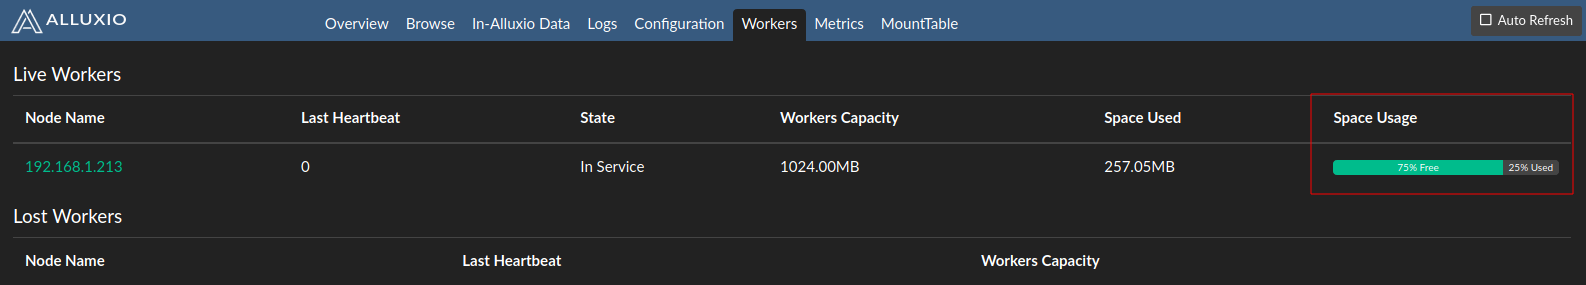 ALLUXIO Overview Browse In-Alluxio Data Logs Configuration Workers Metrics MountTable Auto Refresh
Live Workers
Node Name Last Heartbeat State Workers Capacity Space Used Space Usage
192.168.1.213 0 In Service 1024.00MB 257.05MB 75% Free 25% Used
Lost Workers
Node Name Last Heartbeat Workers Capacity